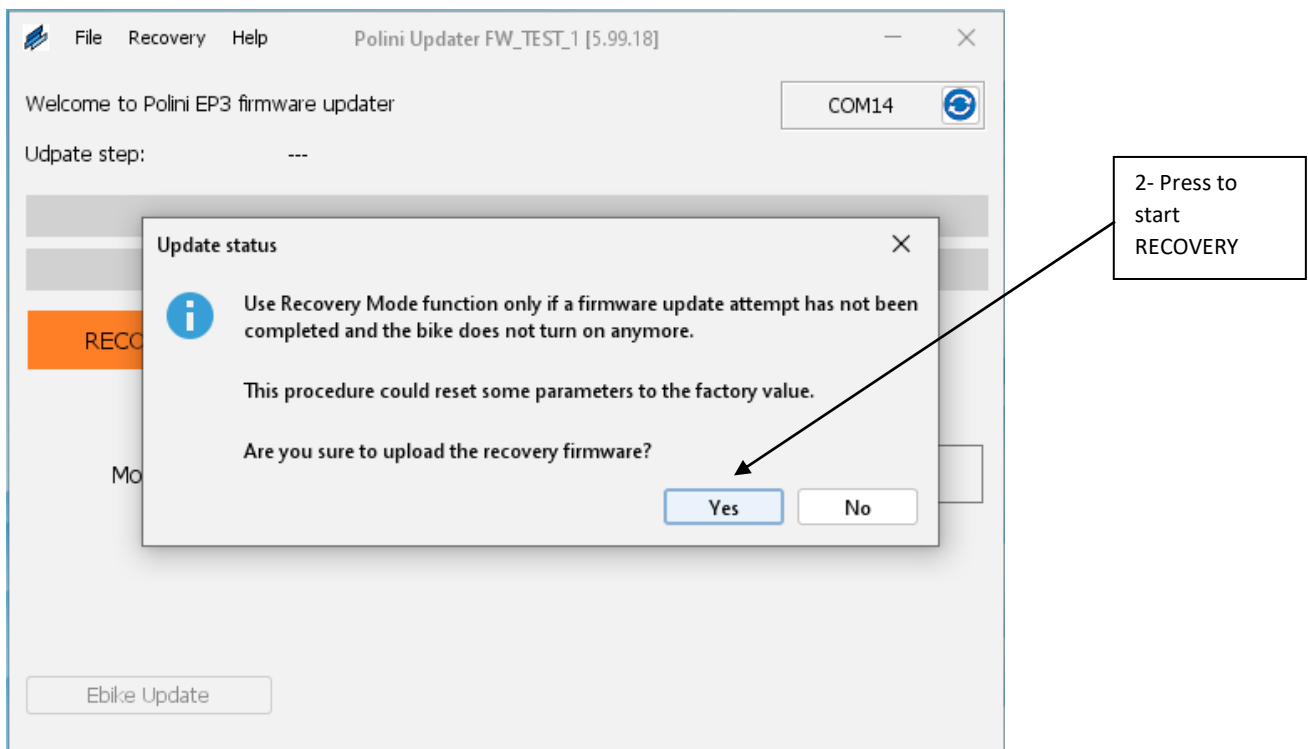 File Recovery Help Polini Updater FW_TEST_1 [5.99.18]
Welcome to Polini EP3 firmware updater
COM14
Udpate step: ---
2- Press to
start
RECOVERY
Update status
Use Recovery Mode function only if a firmware update attempt has not been
completed and the bike does not turn on anymore.
This procedure could reset some parameters to the factory value.
Are you sure to upload the recovery firmware?
Yes No
RECO
Mo
Ebike Update